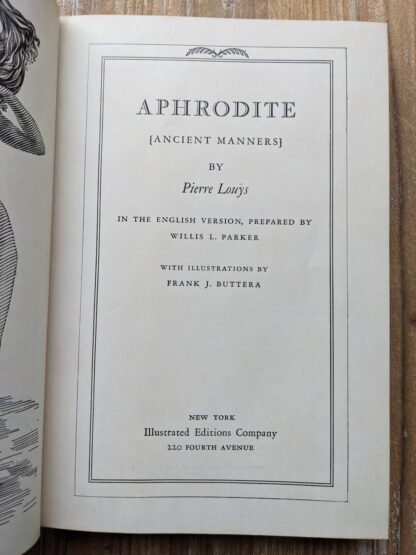 APHRODITE
[ANCIENT MANNERS]
BY
Pierre Louÿs
IN THE ENGLISH VERSION, PREPARED BY
WILLIS L. PARKER
WITH ILLUSTRATIONS BY
FRANK J. BUTTERA
NEW YORK
Illustrated Editions Company
220 FOURTH AVENUE